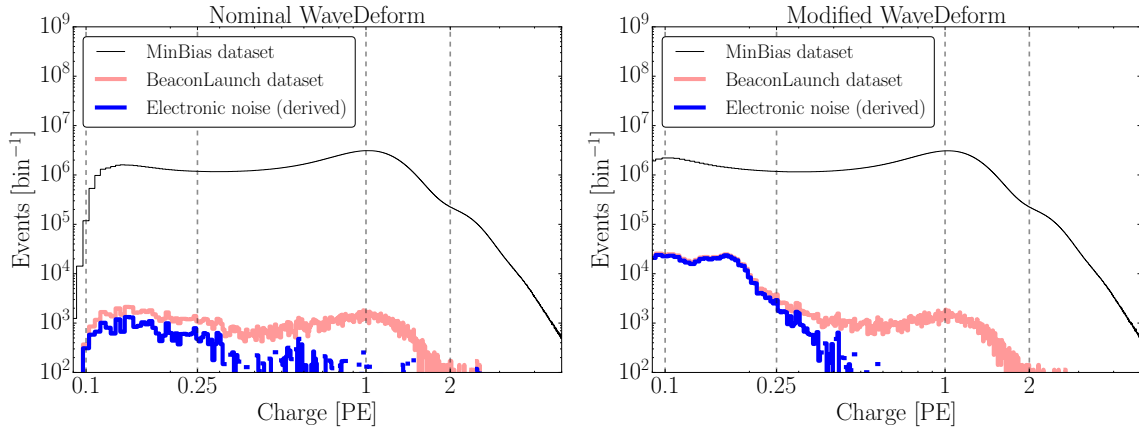 Nominal WaveDeform
10^9
10^8
10^7
10^6
10^5
10^4
10^3
10^2
Events [bin^−1]
MinBias dataset
BeaconLaunch dataset
Electronic noise (derived)
0.1 0.25 1 2
Charge [PE]
Modified WaveDeform
10^9
10^8
10^7
10^6
10^5
10^4
10^3
10^2
Events [bin^−1]
MinBias dataset
BeaconLaunch dataset
Electronic noise (derived)
0.1 0.25 1 2
Charge [PE]